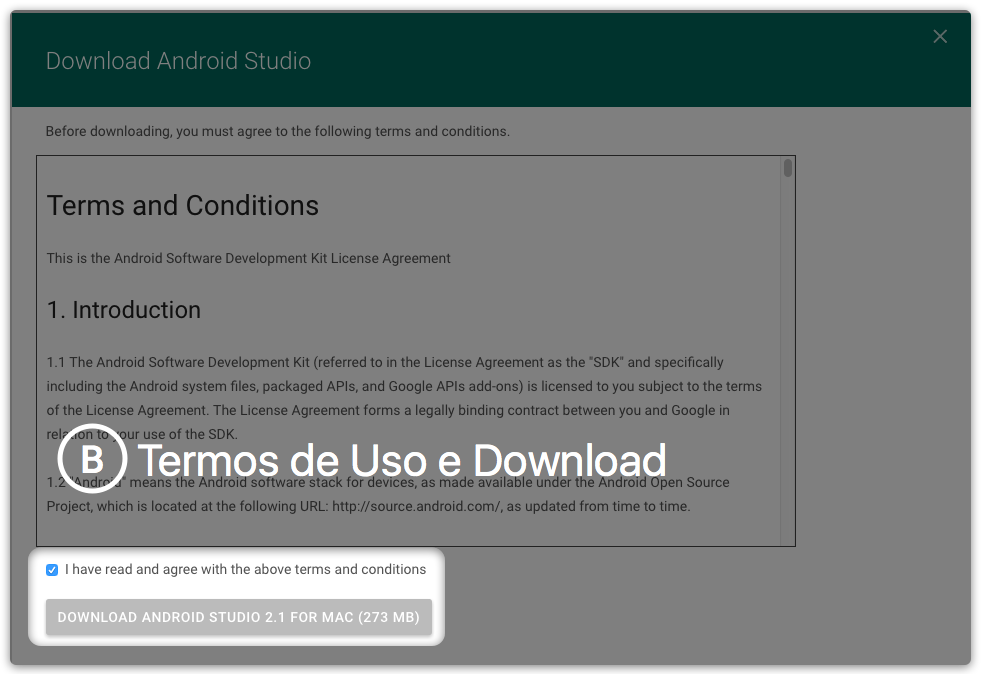 Download Android Studio
Before downloading, you must agree to the following terms and conditions.
Terms and Conditions
This is the Android Software Development Kit License Agreement
1. Introduction
1.1 The Android Software Development Kit (referred to in the License Agreement as the "SDK" and specifically
including the Android system files, packaged APIs, and Google APIs add-ons) is licensed to you subject to the terms
of the License Agreement. The License Agreement forms a legally binding contract between you and Google in
relation to your use of the SDK.
B Termos de Uso e Download
1.2 "Android" means the Android software stack for devices, as made available under the Android Open Source
Project, which is located at the following URL: http://source.android.com/, as updated from time to time.
I have read and agree with the above terms and conditions
DOWNLOAD ANDROID STUDIO 2.1 FOR MAC (273 MB)